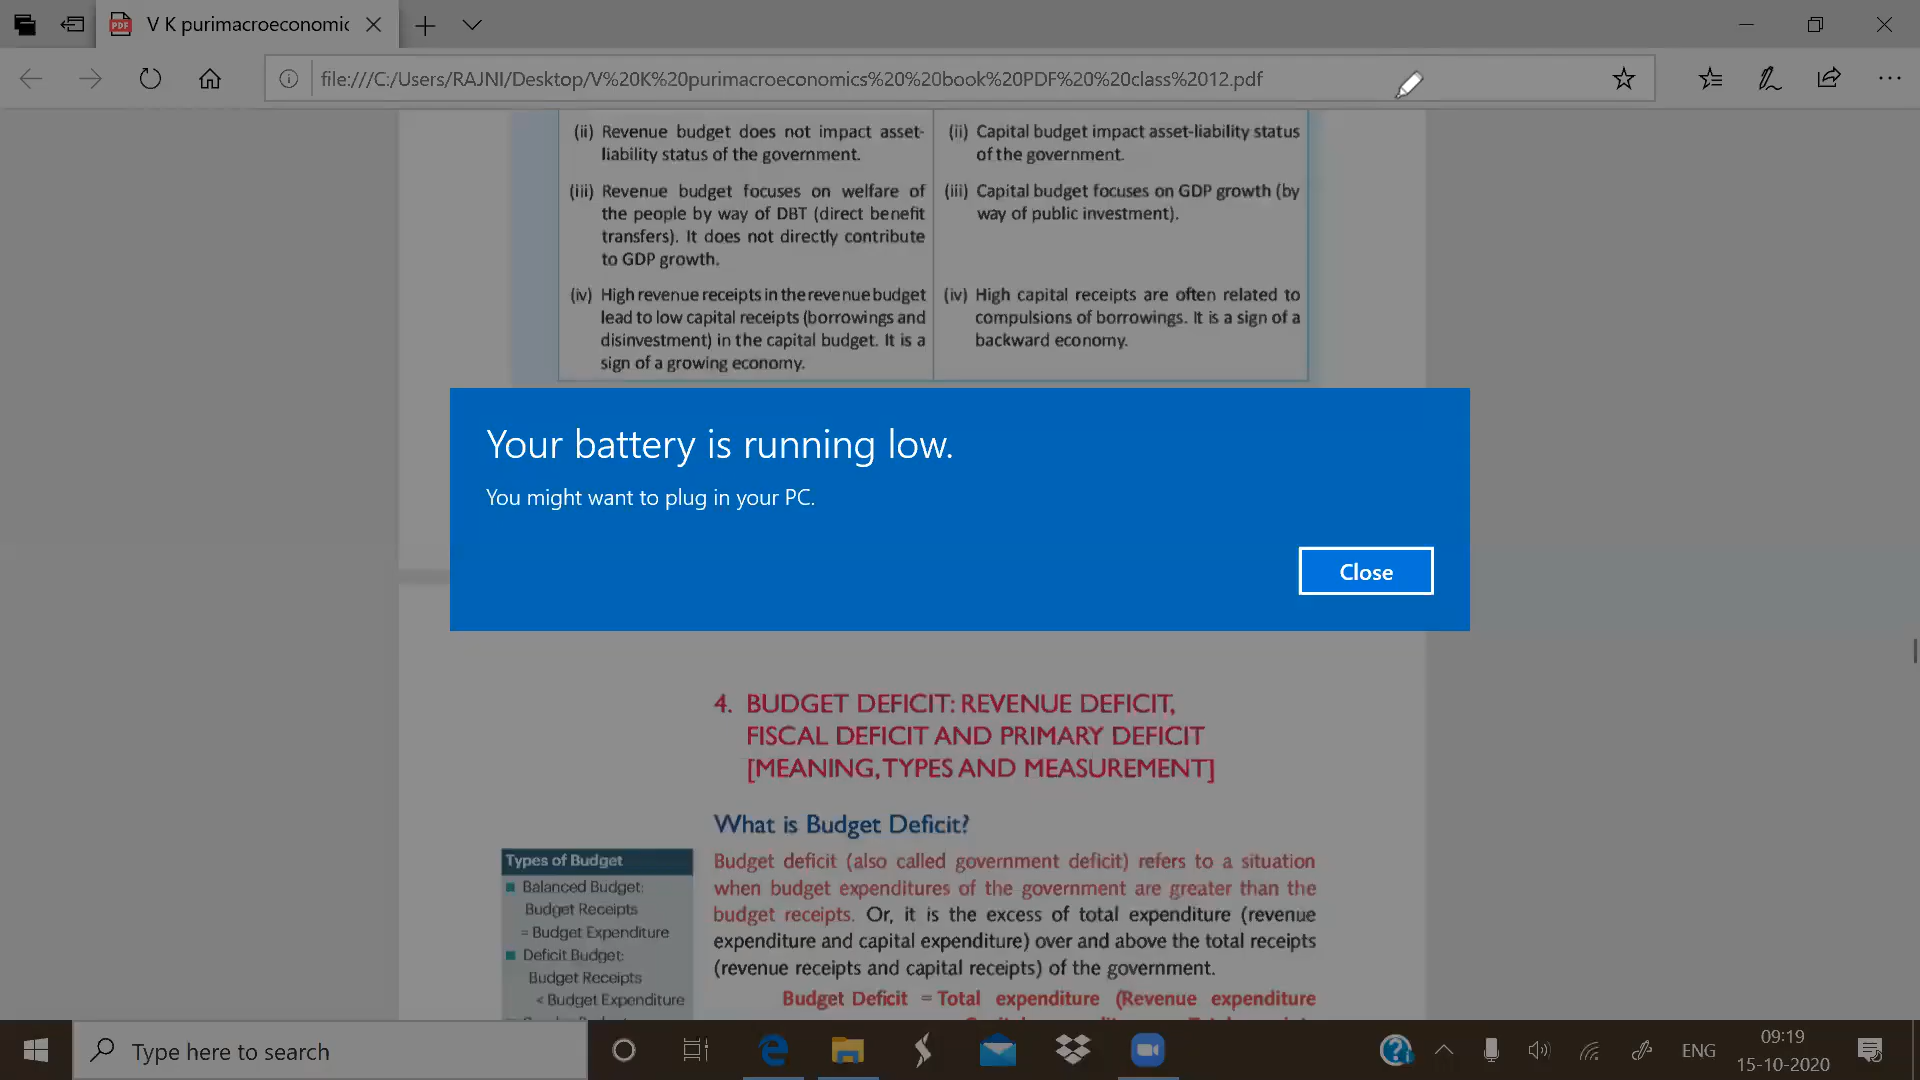 V K purimacroeconomic
file:///C:/Users/RAJNI/Desktop/V%20K%20purimacroeconomics%20%20book%20PDF%20%20class%2012.pdf
(ii) Revenue budget does not impact asset-
liability status of the government.
(iii) Revenue budget focuses on welfare of
the people by way of DBT (direct benefit
transfers). It does not directly contribute
to GDP growth.
(iv) High revenue receipts in the revenue budget
lead to low capital receipts (borrowings and
disinvestment) in the capital budget. It is a
sign of a growing economy.
(ii) Capital budget impact asset-liability status
of the government.
(iii) Capital budget focuses on GDP growth (by
way of public investment).
(iv) High capital receipts are often related to
compulsions of borrowings. It is a sign of a
backward economy.
Your battery is running low.
You might want to plug in your PC.
Close
4. BUDGET DEFICIT: REVENUE DEFICIT,
FISCAL DEFICIT AND PRIMARY DEFICIT
[MEANING, TYPES AND MEASUREMENT]
What is Budget Deficit?
Types of Budget
Balanced Budget:
Budget Receipts
= Budget Expenditure
Deficit Budget:
Budget Receipts
< Budget Expenditure
Budget deficit (also called government deficit) refers to a situation
when budget expenditures of the government are greater than the
budget receipts. Or, it is the excess of total expenditure (revenue
expenditure and capital expenditure) over and above the total receipts
(revenue receipts and capital receipts) of the government.
Budget Deficit = Total expenditure (Revenue expenditure
Type here to search
ENG
09:19
15-10-2020